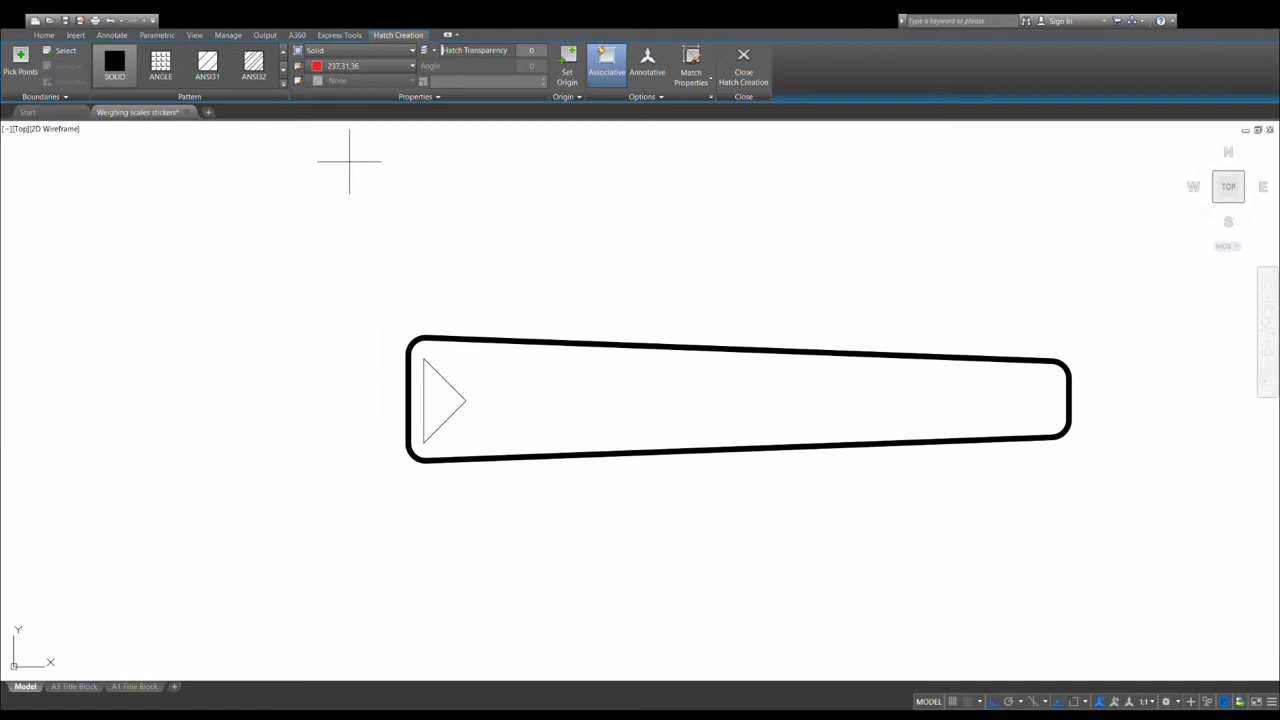 Type a keyword or phrase
Sign In
Home Insert Annotate Parametric View Manage Output A360 Express Tools Hatch Creation
Select Solid Hatch Transparency 0
Remove 237,31,36 Angle 0
Pick Points SOLID ANGLE ANSI31 ANSI32 None Set Origin Associative Annotative Match Properties Close Hatch Creation
Boundaries Pattern Properties Origin Options Close
Start Weighing scales stickers*
[−][Top][2D Wireframe]
N
W TOP E
S
WCS
Y
X
Model A3 Title Block A1 Title Block
MODEL 1:1